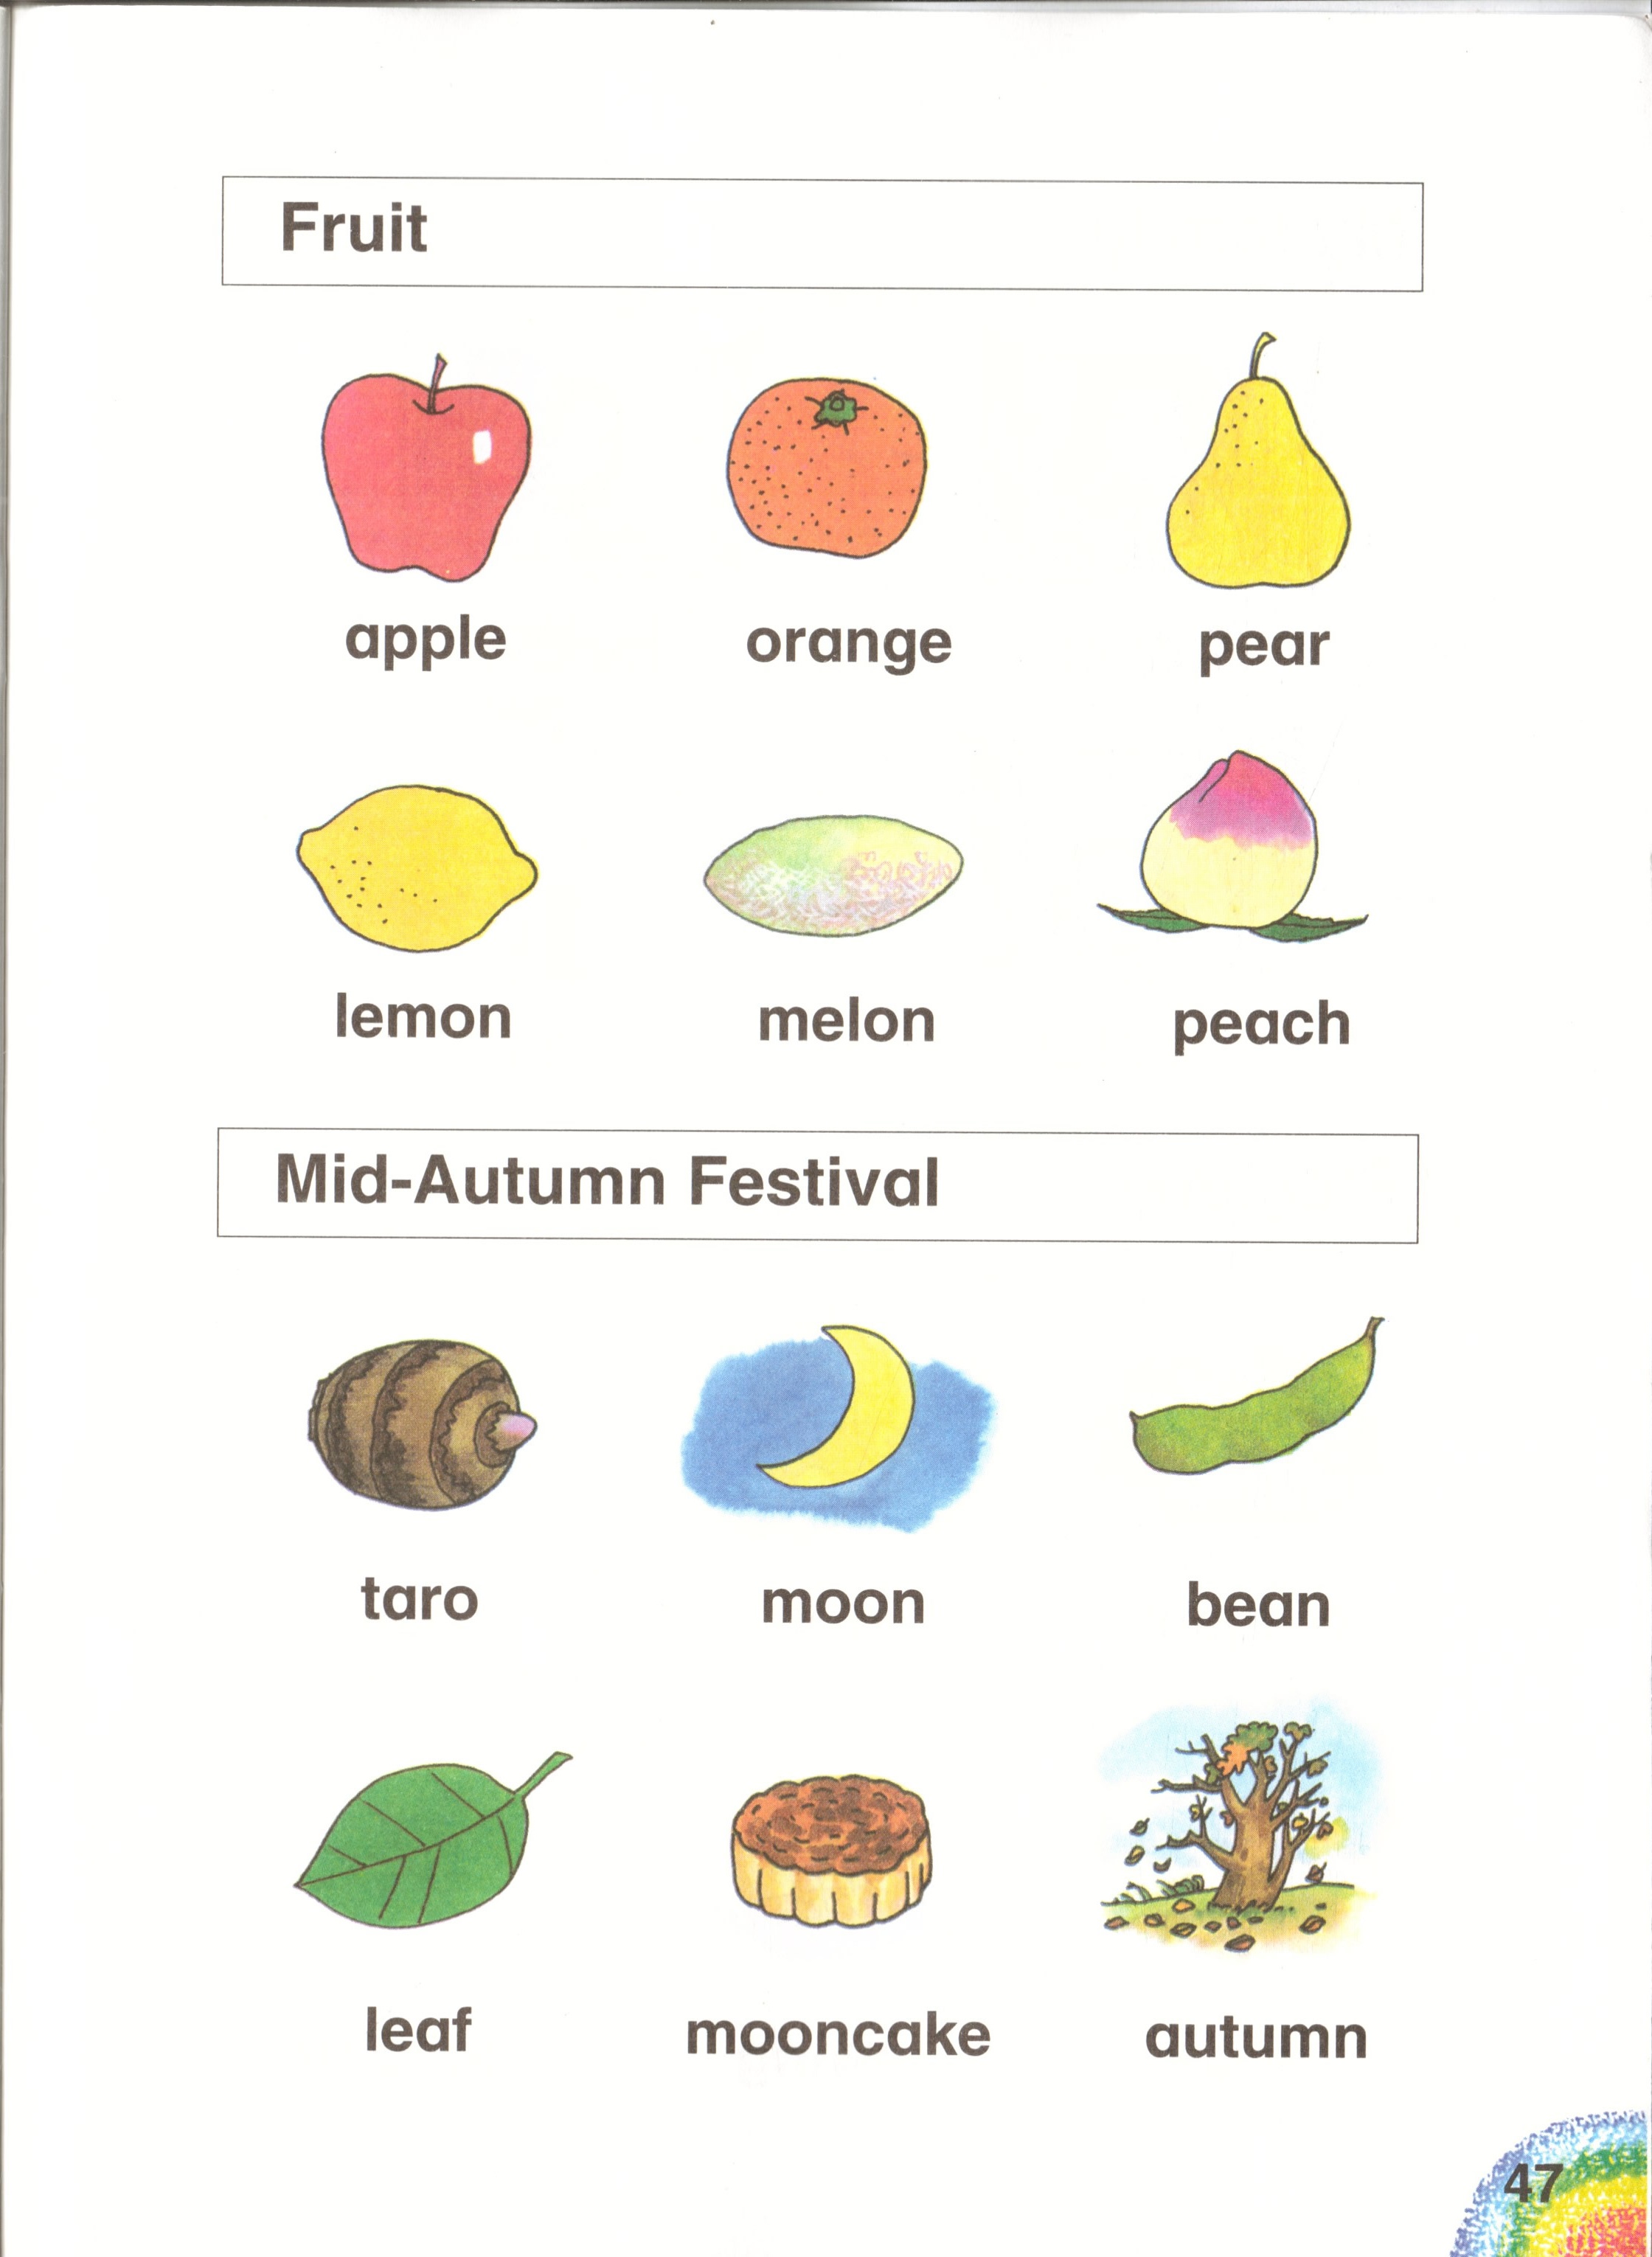 Fruit
apple orange pear
lemon melon peach
Mid-Autumn Festival
taro moon bean
leaf mooncake autumn
47